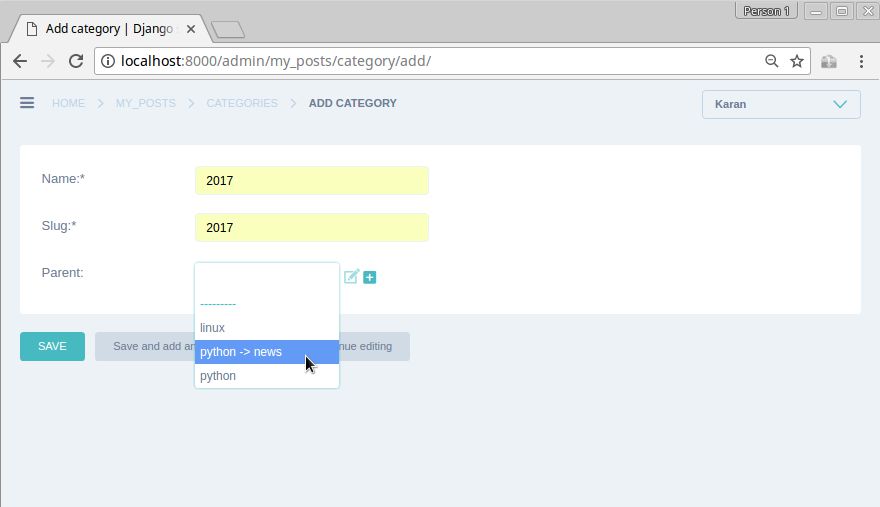 Person 1
Add category | Django
localhost:8000/admin/my_posts/category/add/
HOME > MY_POSTS > CATEGORIES > ADD CATEGORY
Karan
Name:* 2017
Slug:* 2017
Parent:
---------
linux
python -> news
python
SAVE Save and add an nue editing